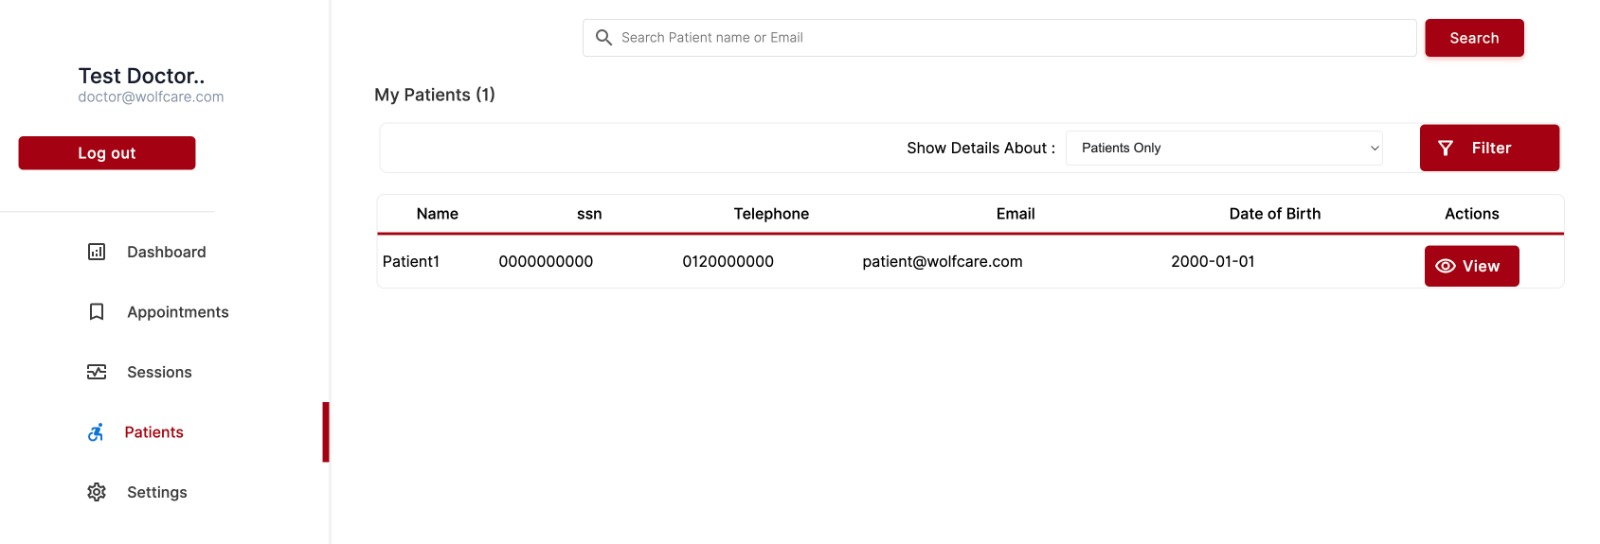 Search Patient name or Email
Search
Test Doctor..
doctor@wolfcare.com
Log out
Dashboard
Appointments
Sessions
Patients
Settings
My Patients (1)
Show Details About : Patients Only Filter
Name ssn Telephone Email Date of Birth Actions
Patient1 0000000000 0120000000 patient@wolfcare.com 2000-01-01 View